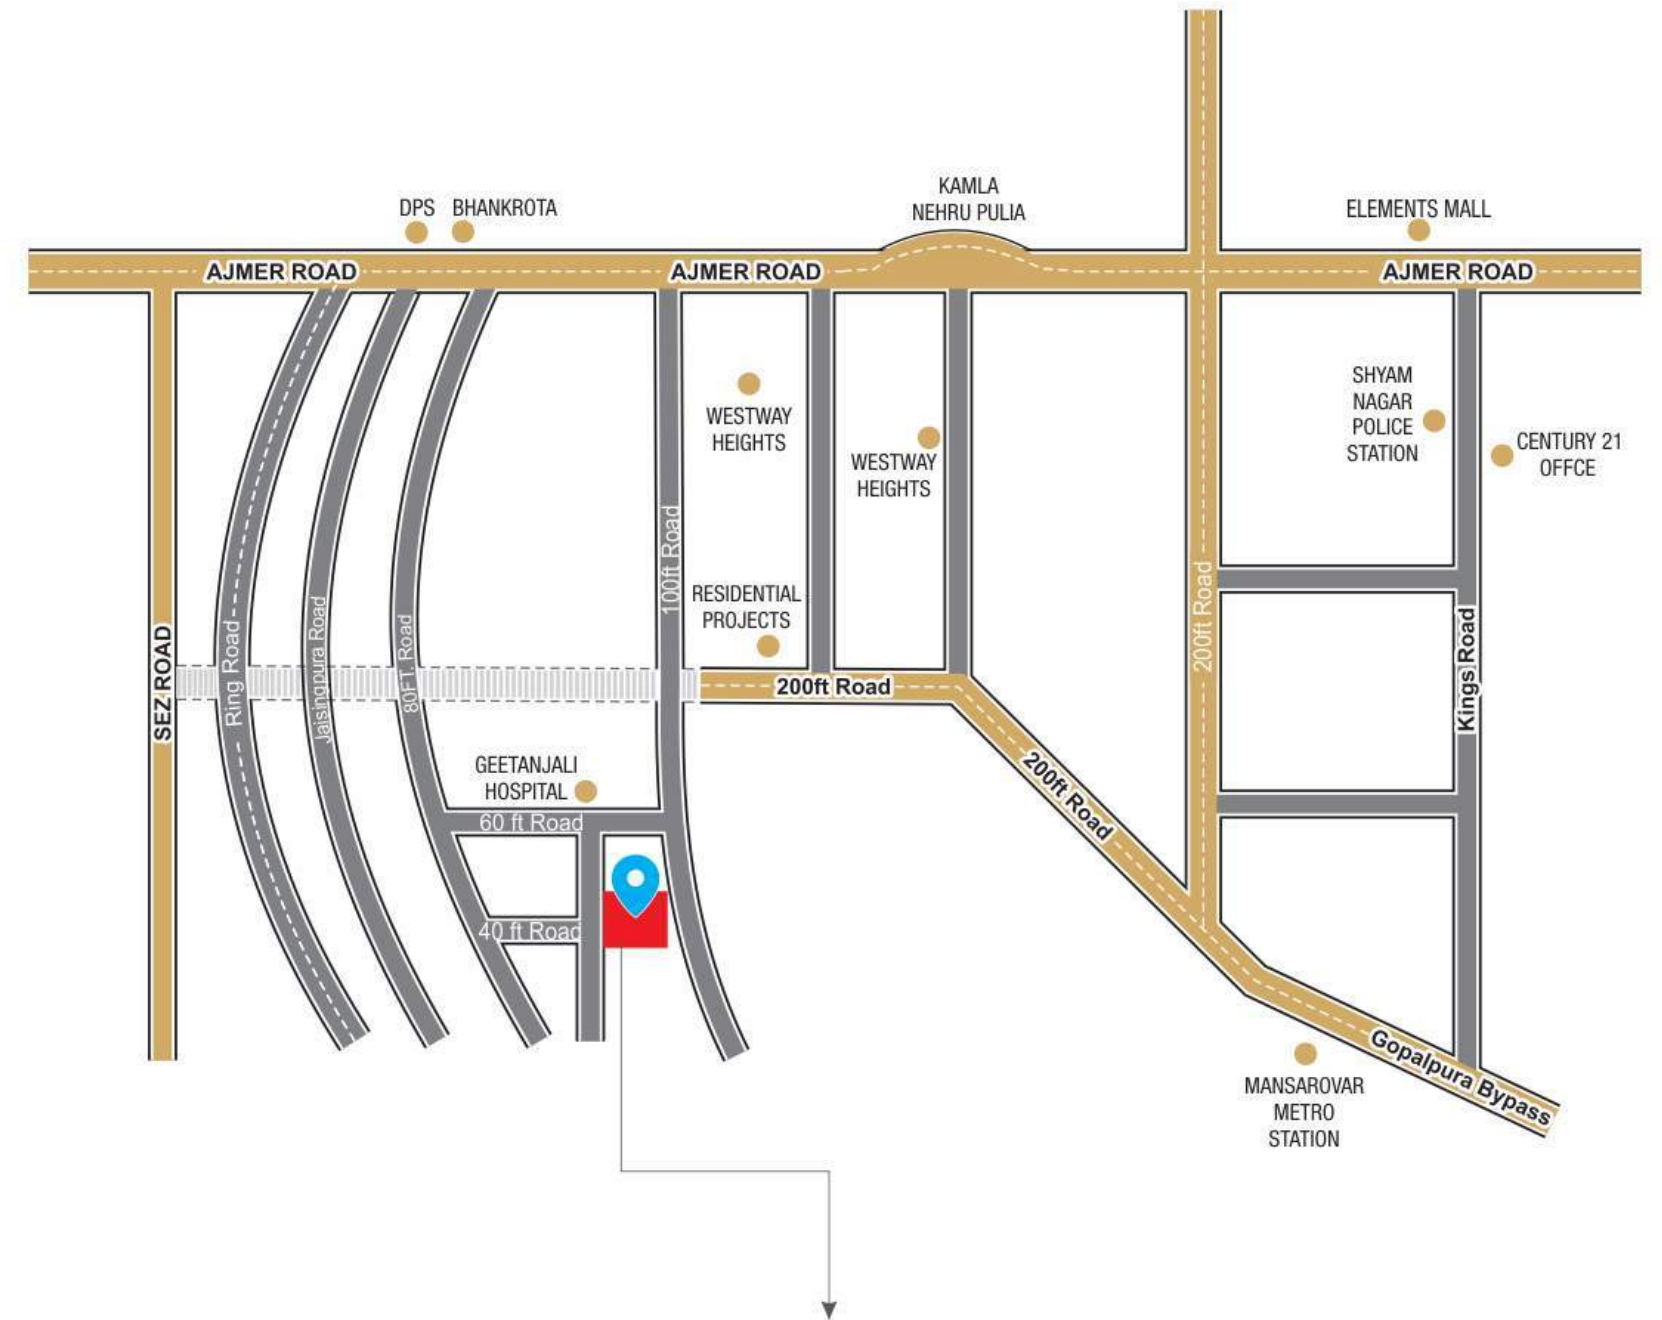 KAMLA
NEHRU PULIA
DPS
BHANKROTA
ELEMENTS MALL
AJMER ROAD
AJMER ROAD
AJMER ROAD
WESTWAY
HEIGHTS
WESTWAY
HEIGHTS
SHYAM
NAGAR
POLICE
STATION
CENTURY 21
OFFCE
100ft Road
RESIDENTIAL
PROJECTS
200ft Road
SEZ ROAD
Ring Road
Jaisingpura Road
80FT. Road
200ft Road
Kings Road
GEETANJALI
HOSPITAL
200ft Road
60 ft Road
40 ft Road
Gopalpura Bypass
MANSAROVAR
METRO
STATION